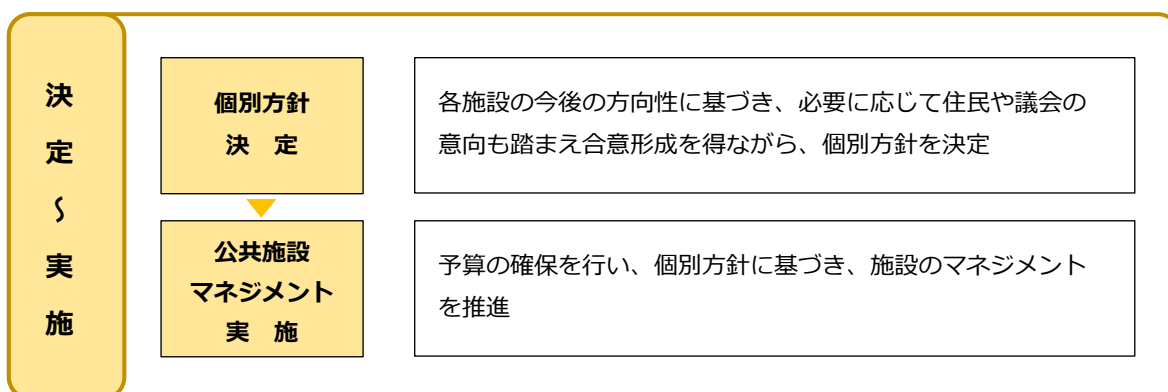 決定～実施
個別方針
決　定
各施設の今後の方向性に基づき、必要に応じて住民や議会の
意向も踏まえ合意形成を得ながら、個別方針を決定
公共施設
マネジメント
実　施
予算の確保を行い、個別方針に基づき、施設のマネジメント
を推進